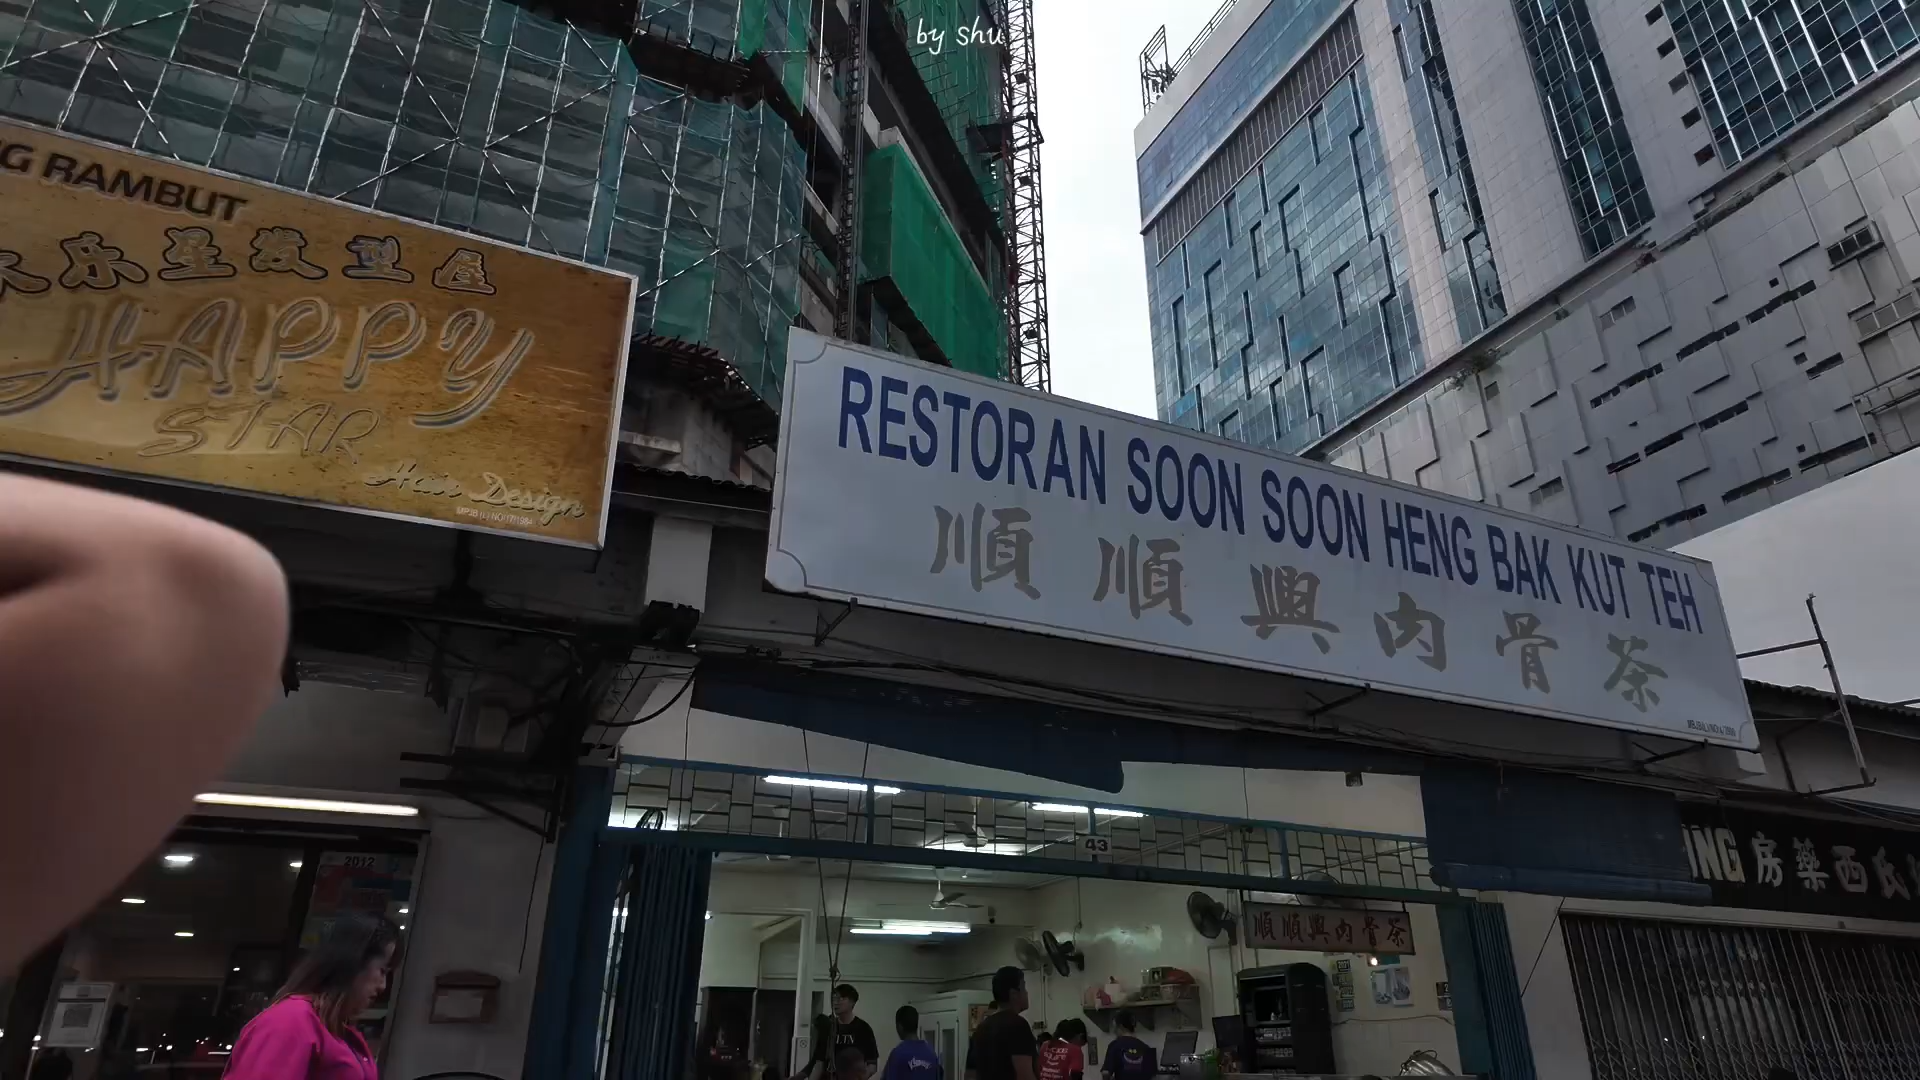 by shu
G RAMBUT
乐星发型屋
HAPPY
STAR
Hair Design
RESTORAN SOON SOON HENG BAK KUT TEH
順順興肉骨茶
43
2012
順順興肉骨茶
ING 房藥西氏